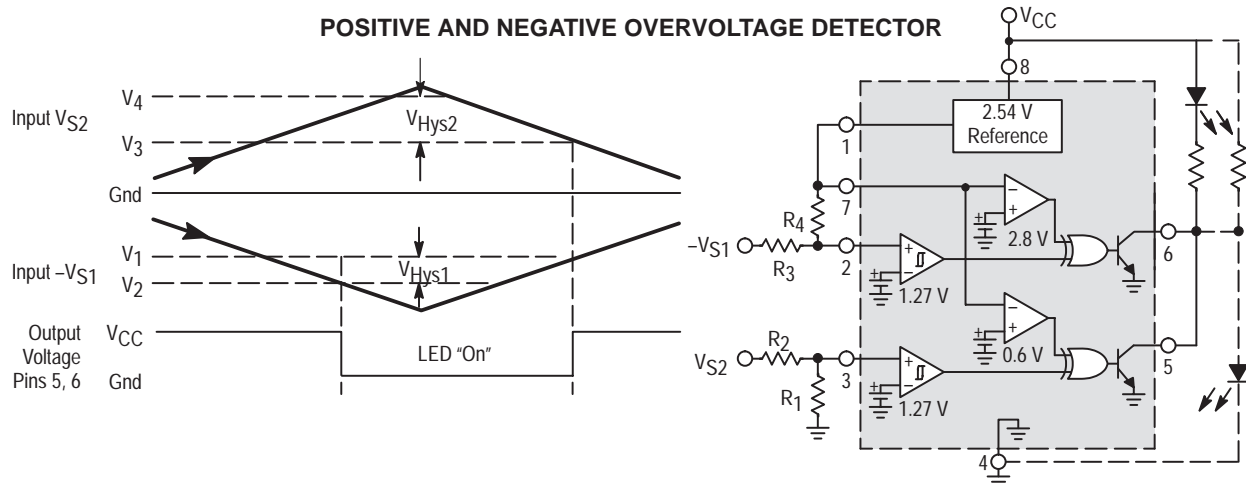 POSITIVE AND NEGATIVE OVERVOLTAGE DETECTOR
Input VS2
V4
V3
VHys2
Gnd
Input –VS1
V1
V2
VHys1
Output
Voltage
Pins 5, 6
VCC
Gnd
LED “On”
VCC
8
2.54 V
Reference
1
7
R4
–VS1
R3
2
+
–
1.27 V
–
+
2.8 V
6
VS2
R2
3
R1
+
–
1.27 V
–
+
0.6 V
5
4